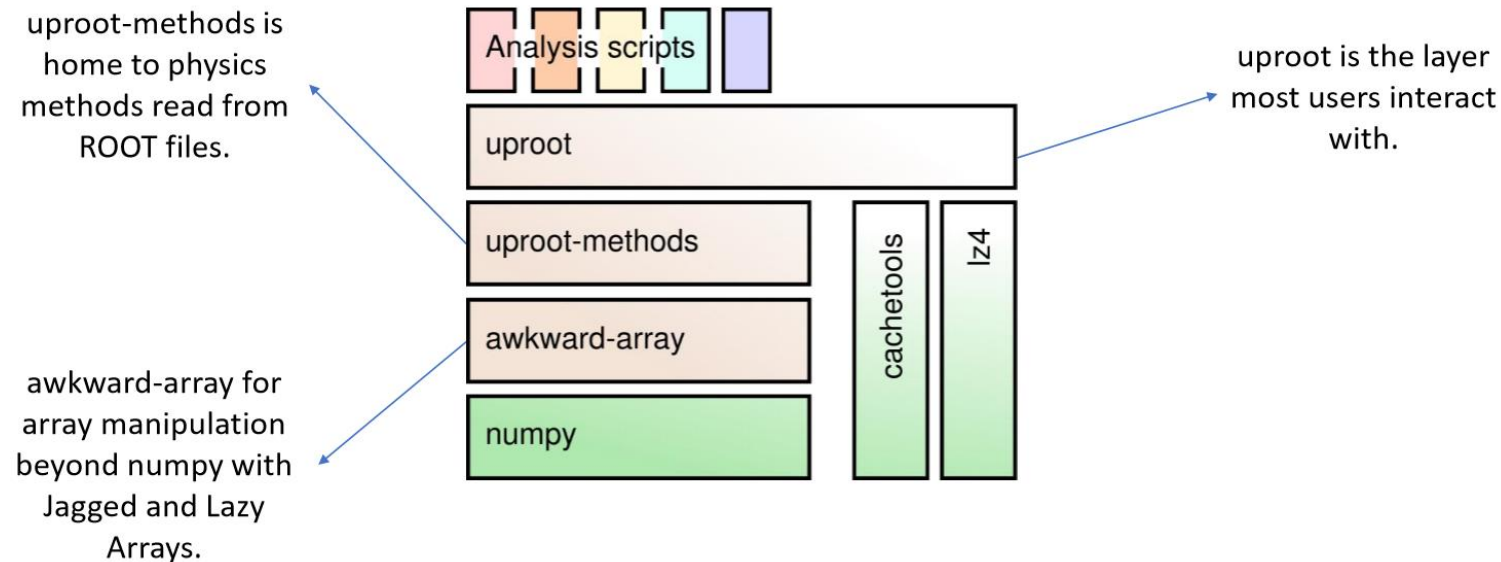 uproot-methods is
home to physics
methods read from
ROOT files.
Analysis scripts
uproot
uproot is the layer
most users interact
with.
uproot-methods
cachetools
lz4
awkward-array
numpy
awkward-array for
array manipulation
beyond numpy with
Jagged and Lazy
Arrays.